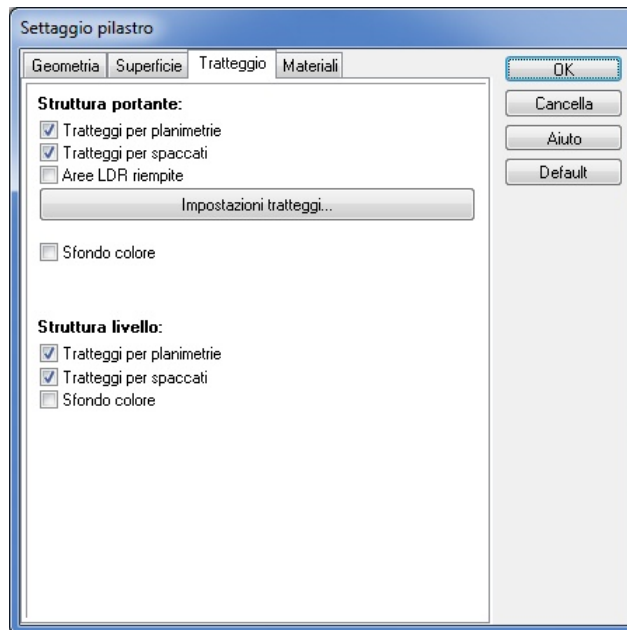 Settaggio pilastro
Geometria Superficie Tratteggio Materiali
OK
Cancella
Aiuto
Default
Struttura portante:
Tratteggi per planimetrie
Tratteggi per spaccati
Aree LDR riempite
Impostazioni tratteggi...
Sfondo colore
Struttura livello:
Tratteggi per planimetrie
Tratteggi per spaccati
Sfondo colore